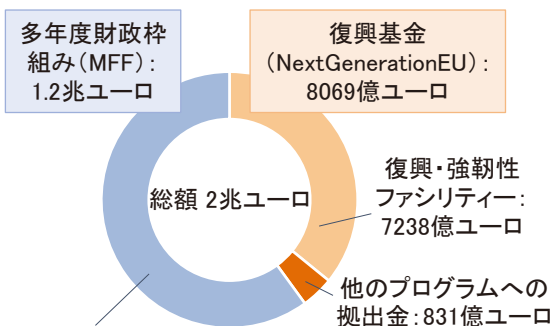 多年度財政枠
組み(MFF):
1.2兆ユーロ
復興基金
(NextGenerationEU):
8069億ユーロ
総額 2兆ユーロ
復興・強靭性
ファシリティー:
7238億ユーロ
他のプログラムへの
拠出金:831億ユーロ